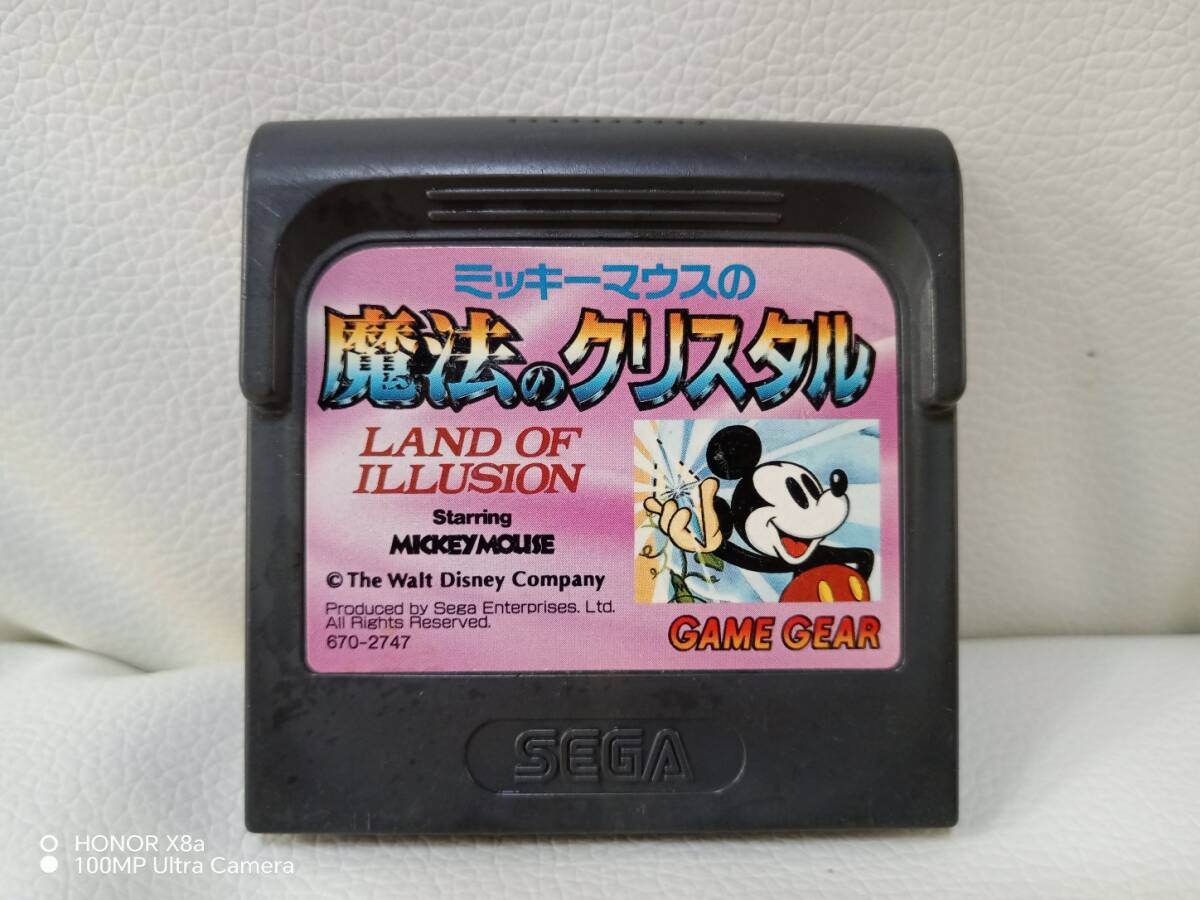 ミッキーマウスの
魔法のクリスタル
LAND OF
ILLUSION
Starring
MICKEY MOUSE
© The Walt Disney Company
Produced by Sega Enterprises. Ltd.
All Rights Reserved.
670-2747
GAME GEAR
SEGA
HONOR X8a
100MP Ultra Camera